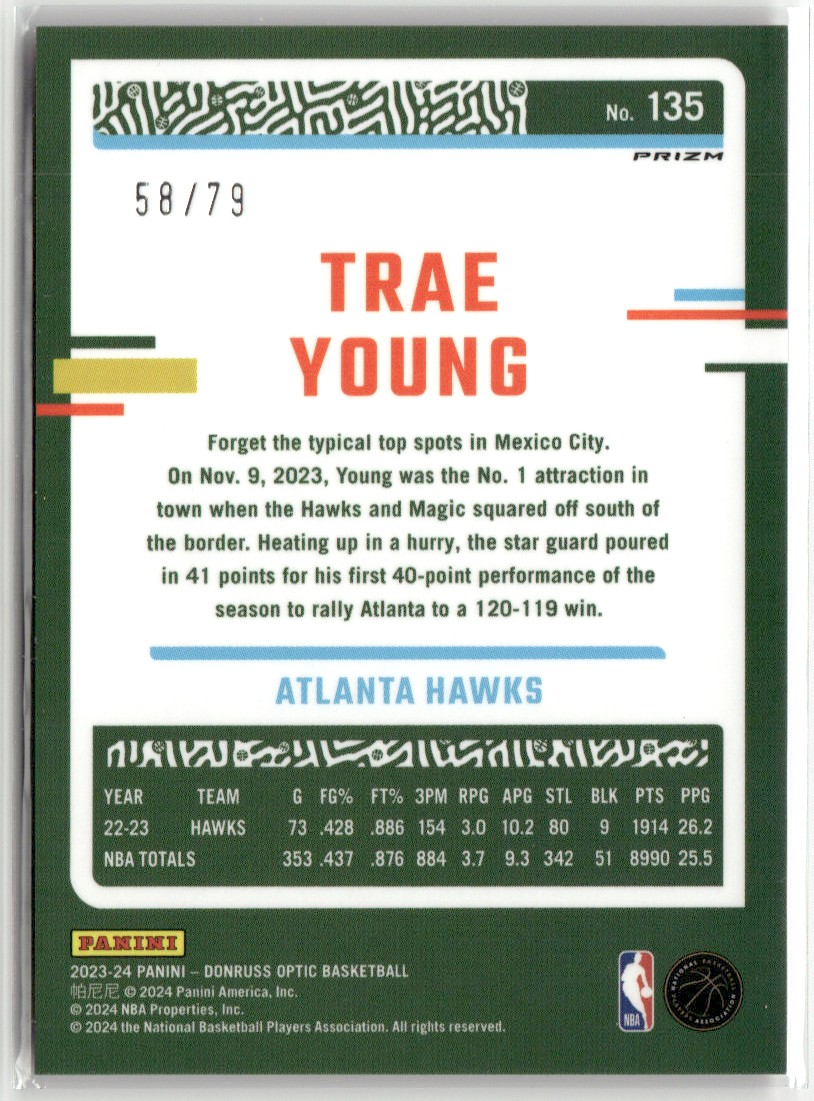 No. 135
PRIZM
58/79
TRAE
YOUNG
Forget the typical top spots in Mexico City.
On Nov. 9, 2023, Young was the No. 1 attraction in
town when the Hawks and Magic squared off south of
the border. Heating up in a hurry, the star guard poured
in 41 points for his first 40-point performance of the
season to rally Atlanta to a 120-119 win.
ATLANTA HAWKS
YEAR TEAM G FG% FT% 3PM RPG APG STL BLK PTS PPG
22-23 HAWKS 73 .428 .886 154 3.0 10.2 80 9 1914 26.2
NBA TOTALS 353 .437 .876 884 3.7 9.3 342 51 8990 25.5
PANINI
2023-24 PANINI – DONRUSS OPTIC BASKETBALL
帕尼尼 © 2024 Panini America, Inc.
© 2024 NBA Properties, Inc.
© 2024 the National Basketball Players Association. All rights reserved.
NBA
NATIONAL BASKETBALL PLAYERS ASSOCIATION